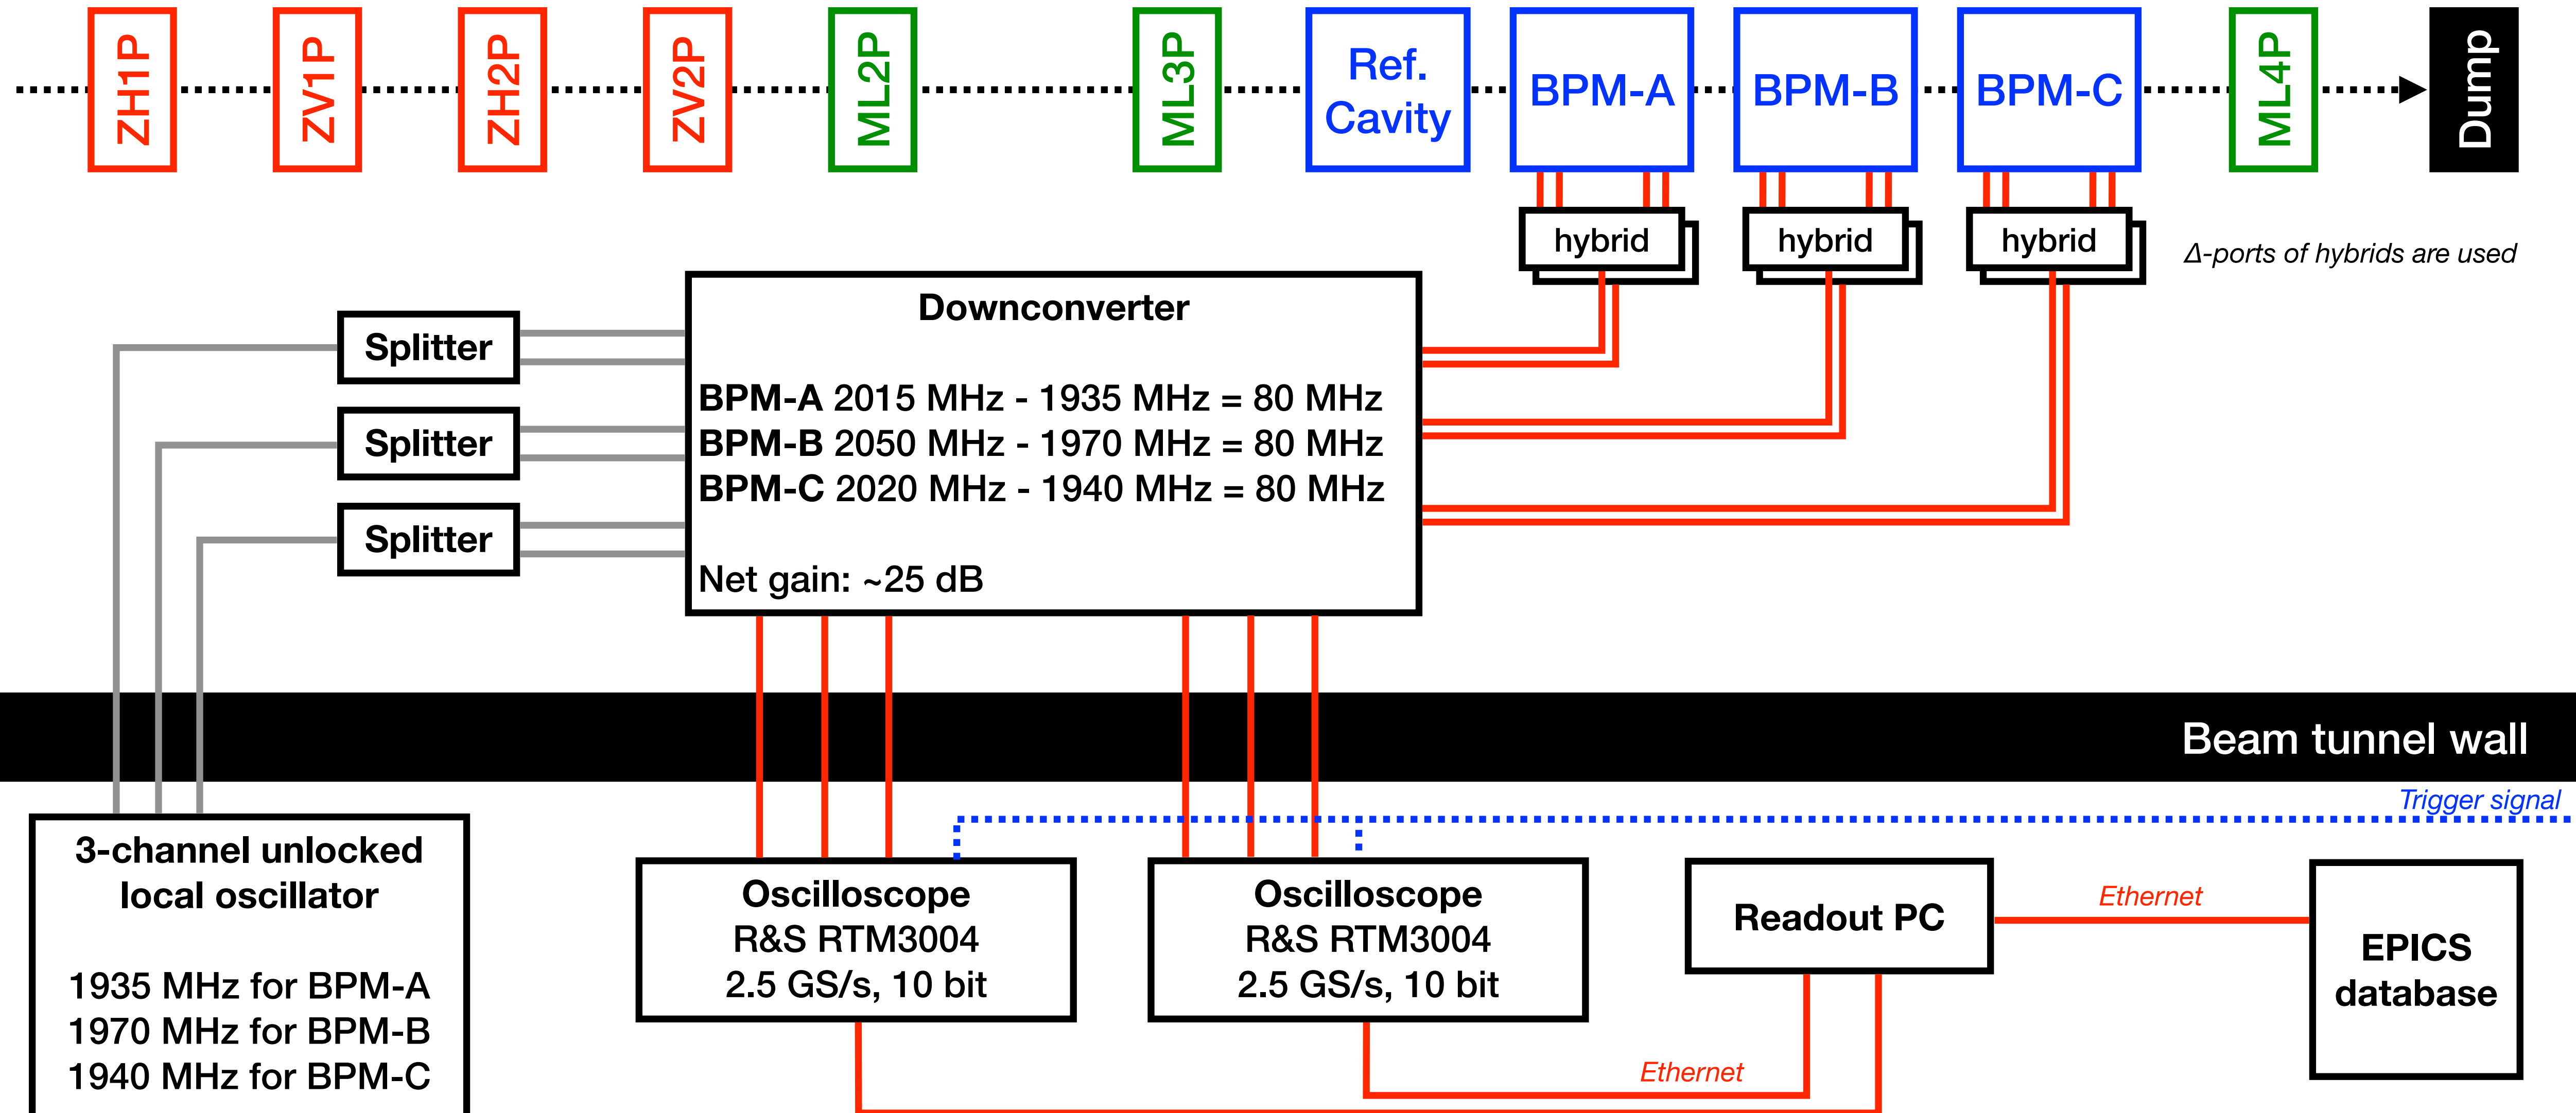 ZH1P
ZV1P
ZH2P
ZV2P
ML2P
ML3P
Ref.
Cavity
BPM-A
BPM-B
BPM-C
ML4P
Dump
hybrid
hybrid
hybrid
Δ-ports of hybrids are used
Downconverter
BPM-A 2015 MHz - 1935 MHz = 80 MHz
BPM-B 2050 MHz - 1970 MHz = 80 MHz
BPM-C 2020 MHz - 1940 MHz = 80 MHz
Net gain: ~25 dB
Splitter
Splitter
Splitter
Beam tunnel wall
Trigger signal
3-channel unlocked
local oscillator
1935 MHz for BPM-A
1970 MHz for BPM-B
1940 MHz for BPM-C
Oscilloscope
R&S RTM3004
2.5 GS/s, 10 bit
Oscilloscope
R&S RTM3004
2.5 GS/s, 10 bit
Readout PC
Ethernet
EPICS
database
Ethernet